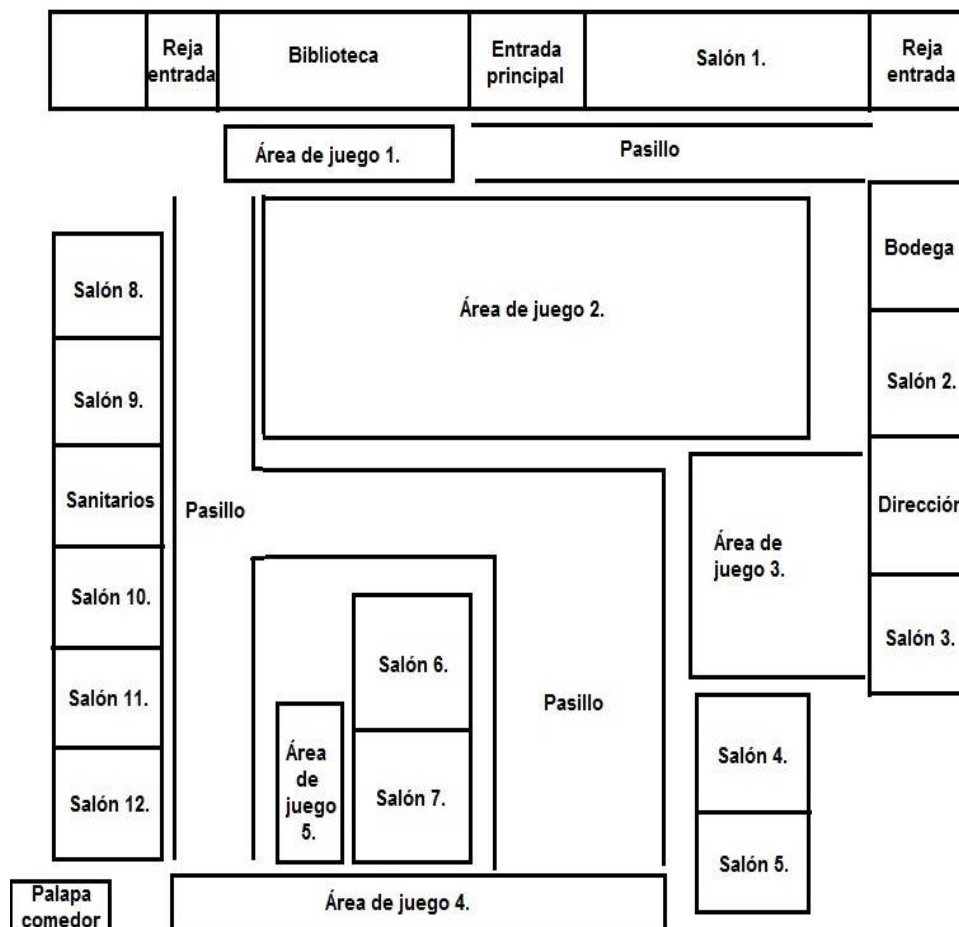 Reja
entrada
Biblioteca
Entrada
principal
Salón 1.
Reja
entrada
Área de juego 1.
Pasillo
Bodega
Salón 8.
Área de juego 2.
Salón 2.
Salón 9.
Sanitarios
Pasillo
Dirección
Área de
juego 3.
Salón 10.
Salón 3.
Salón 6.
Salón 11.
Pasillo
Salón 4.
Área
de
juego
5.
Salón 7.
Salón 12.
Salón 5.
Palapa
comedor
Área de juego 4.